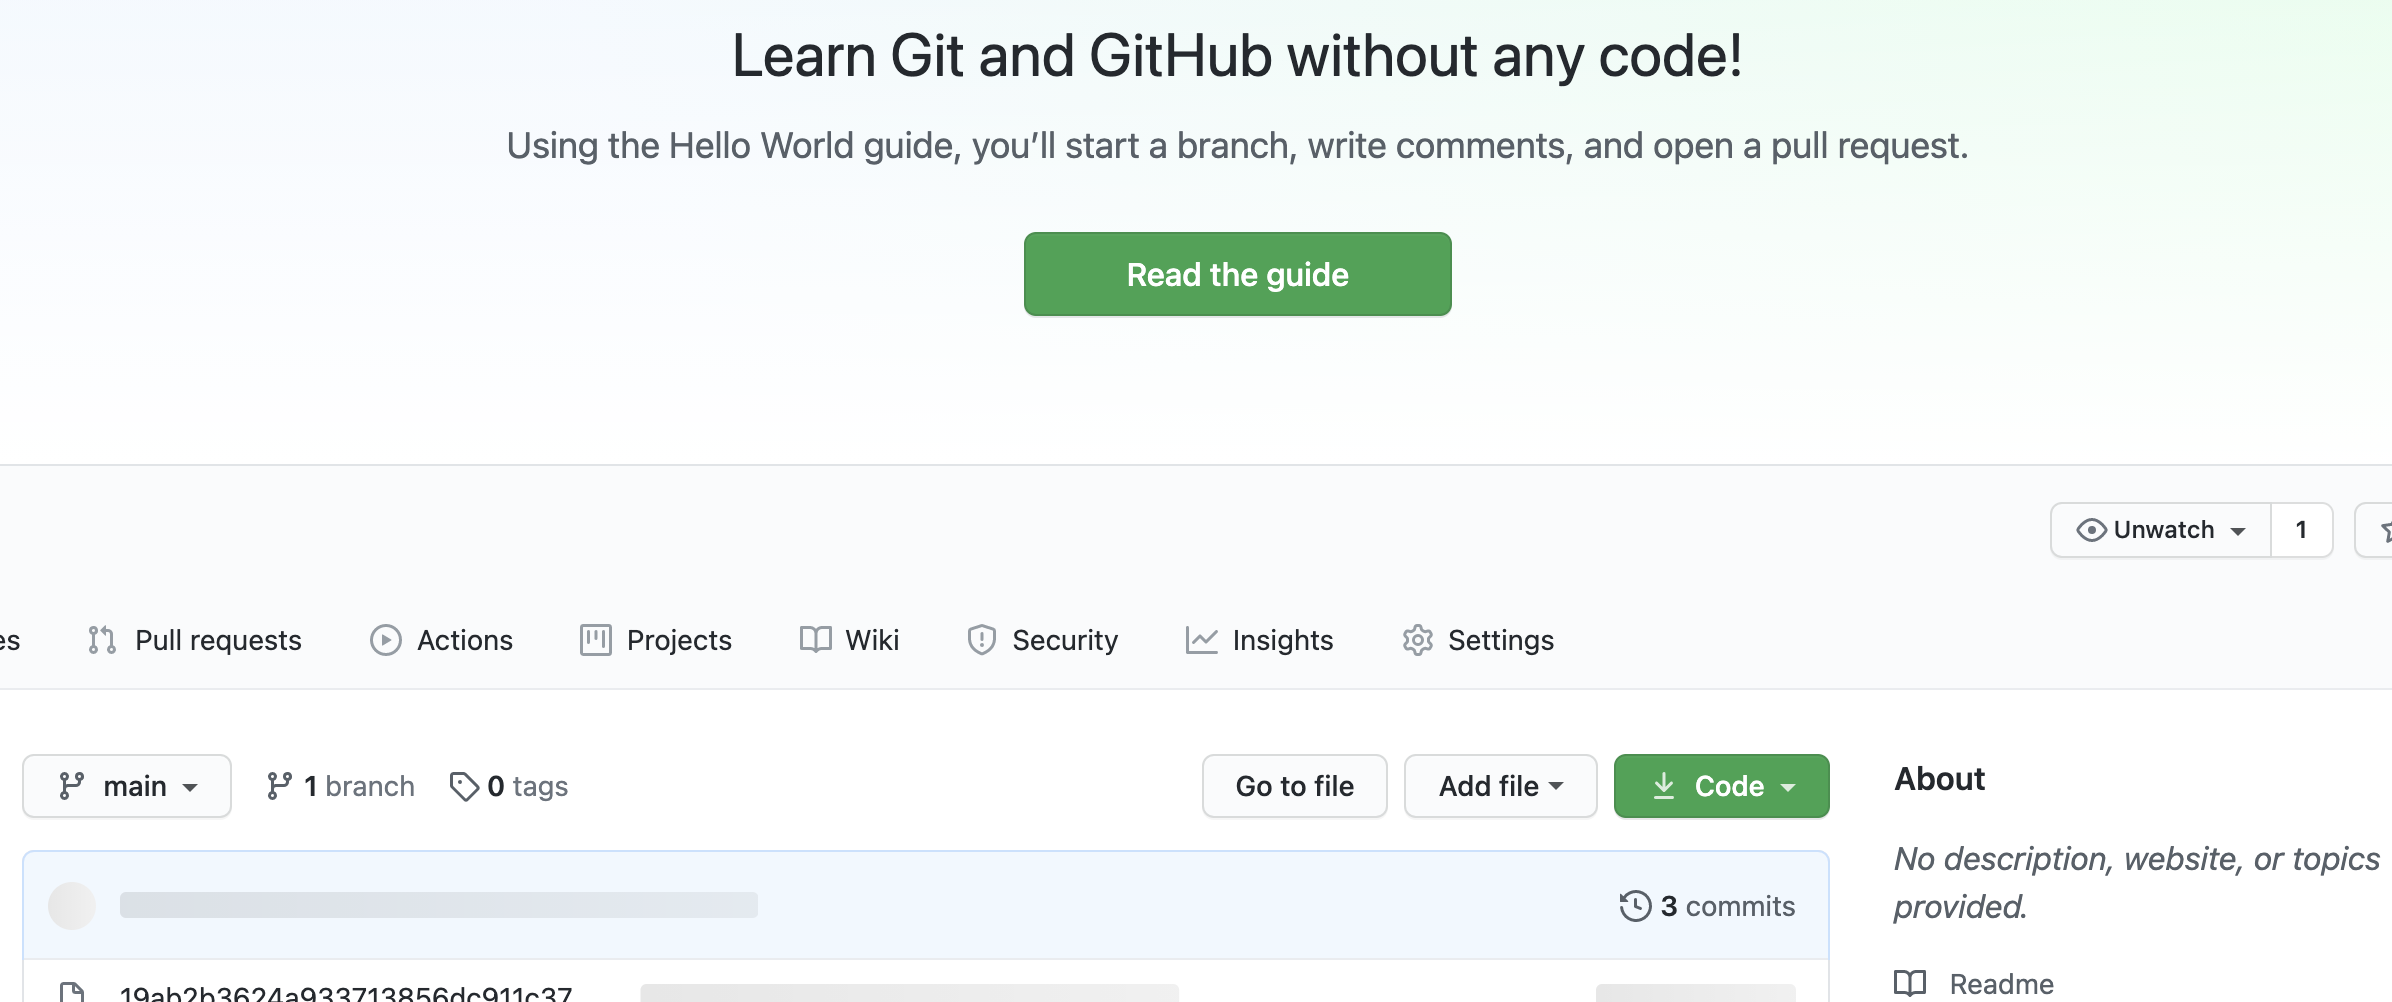 Learn Git and GitHub without any code!
Using the Hello World guide, you’ll start a branch, write comments, and open a pull request.
Read the guide
Unwatch 1
es Pull requests Actions Projects Wiki Security Insights Settings
main 1 branch 0 tags Go to file Add file Code
About
No description, website, or topics
provided.
3 commits
19ab2b3624a933713856dc911c37
Readme